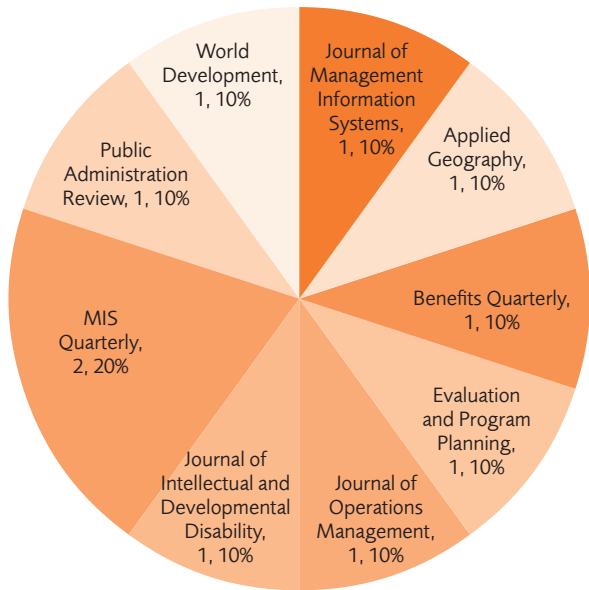 Journal of
Management
Information
Systems,
1, 10%
Applied
Geography,
1, 10%
Benefits Quarterly,
1, 10%
Evaluation
and Program
Planning,
1, 10%
Journal of
Operations
Management,
1, 10%
Journal of
Intellectual and
Developmental
Disability,
1, 10%
MIS
Quarterly,
2, 20%
Public
Administration
Review, 1, 10%
World
Development,
1, 10%